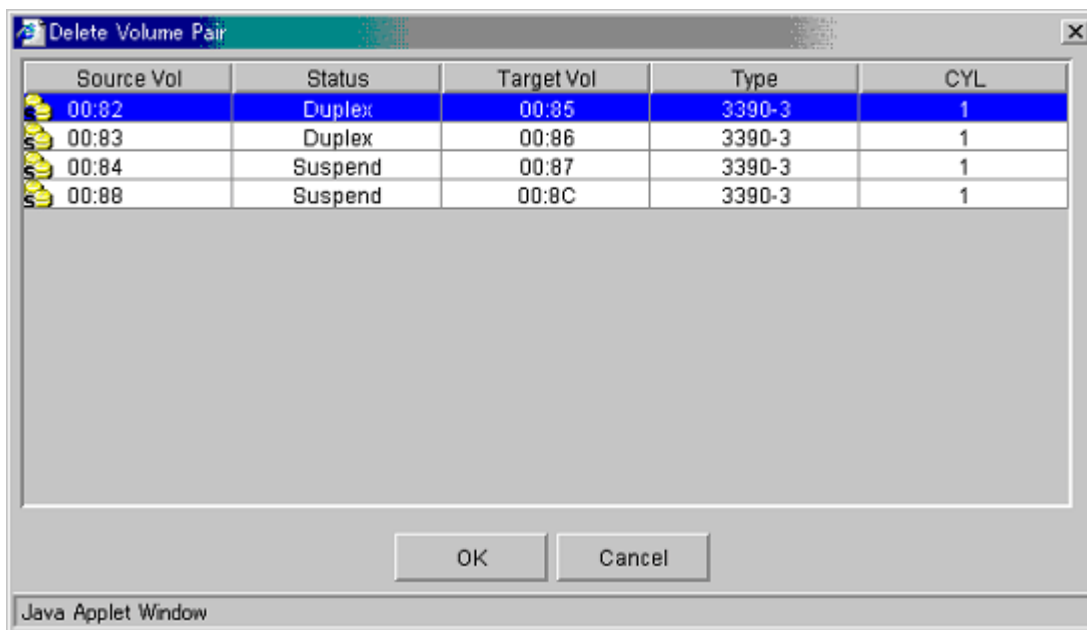 Delete Volume Pair
Source Vol Status Target Vol Type CYL
S 00:82 Duplex 00:85 3390-3 1
S 00:83 Duplex 00:86 3390-3 1
S 00:84 Suspend 00:87 3390-3 1
S 00:88 Suspend 00:8C 3390-3 1
OK Cancel
Java Applet Window